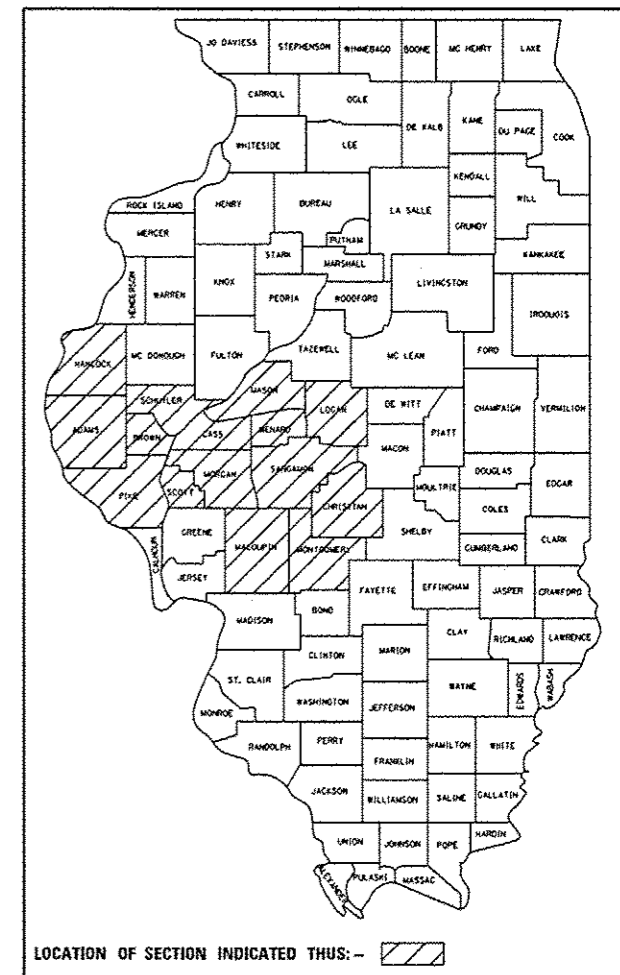 JO DAVIESS STEPHENSON WINNEBAGO BOONE MC HENRY LAKE
CARROLL OGLE DE KALB KANE DU PAGE COOK
WHITESIDE LEE KENDALL WILL
ROCK ISLAND HENRY BUREAU LA SALLE GRUNDY
MERCER PUTNAM KANKAKEE
STARK MARSHALL
HENDERSON WARREN KNOX PEORIA WOODFORD LIVINGSTON IROQUOIS
HANCOCK MC DONOUGH FULTON TAZEWELL MC LEAN FORD
MASON
SCHUYLER LOGAN DE WITT CHAMPAIGN VERMILION
ADAMS BROWN CASS MENARD MACON PIATT
MORGAN SANGAMON DOUGLAS
PIKE SCOTT CHRISTIAN MOULTRIE COLES EDGAR
GREENE SHELBY
CALHOUN MACOUPIN MONTGOMERY CUMBERLAND CLARK
JERSEY FAYETTE EFFINGHAM JASPER CRAWFORD
MADISON BOND
CLAY RICHLAND LAWRENCE
CLINTON MARION
ST. CLAIR WAYNE EDWARDS WABASH
MONROE WASHINGTON JEFFERSON
RANDOLPH PERRY HAMILTON WHITE
FRANKLIN
JACKSON WILLIAMSON SALINE GALLATIN
UNION JOHNSON POPE HARDIN
ALEXANDER PULASKI MASSAC
LOCATION OF SECTION INDICATED THUS: -